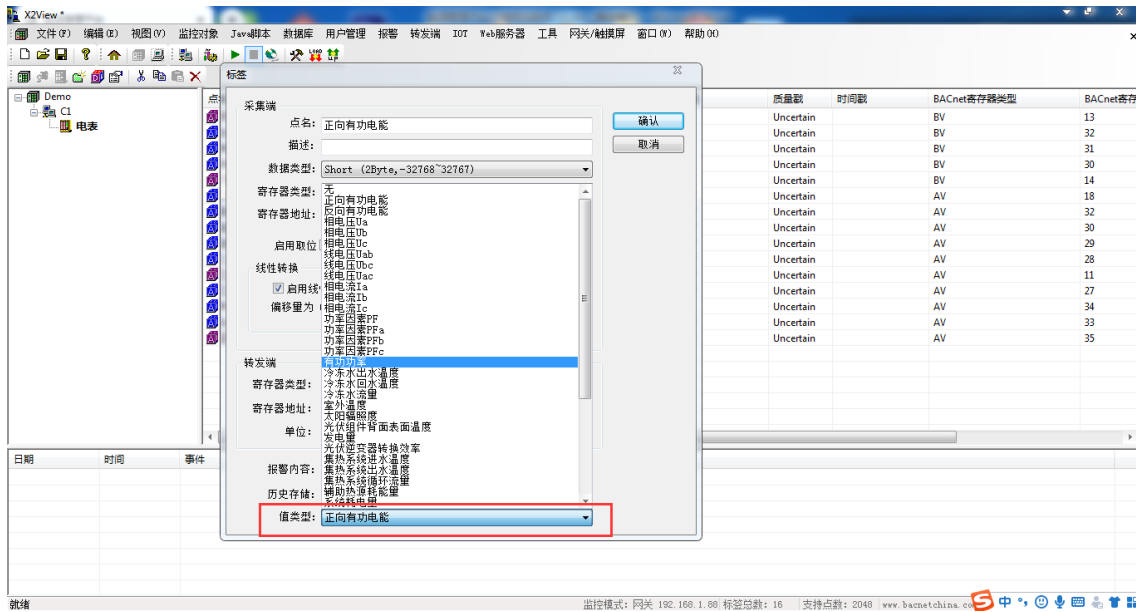 X2View *
文件(F) 编辑(E) 视图(V) 监控对象 Java脚本 数据库 用户管理 报警 转发端 IOT Web服务器 工具 网关/触摸屏 窗口(W) 帮助(H)
标签
Demo
C1
电表
采集端
点名: 正向有功电能
确认
描述:
取消
数据类型: Short (2Byte,-32768~32767)
寄存器类型:
寄存器地址:
启用取位
线性转换
偏移量为
无
正向有功电能
反向有功电能
相电压Ua
相电压Ub
相电压Uc
线电压Uab
线电压Ubc
线电压Uac
相电流Ia
相电流Ib
相电流Ic
功率因素PF
功率因素PFa
功率因素PFb
功率因素PFc
有功功率
冷冻水出水温度
冷冻水回水温度
冷冻水流量
室外温度
太阳辐照度
光伏组件背面表面温度
发电量
光伏逆变器转换效率
集热系统进水温度
集热系统出水温度
集热系统循环流量
辅助热源耗能量
系统耗电量
转发端
寄存器类型:
寄存器地址:
单位:
报警内容:
历史存储:
值类型: 正向有功电能
质量戳 时间戳 BACnet寄存器类型 BACnet寄存
Uncertain BV 13
Uncertain BV 32
Uncertain BV 31
Uncertain BV 30
Uncertain BV 14
Uncertain AV 18
Uncertain AV 32
Uncertain AV 30
Uncertain AV 29
Uncertain AV 28
Uncertain AV 11
Uncertain AV 27
Uncertain AV 34
Uncertain AV 33
Uncertain AV 35
日期 时间 事件
就绪
监控模式: 网关 192.168.1.88 标签总数: 16 支持点数: 2048 www.bacnetchina.co
中